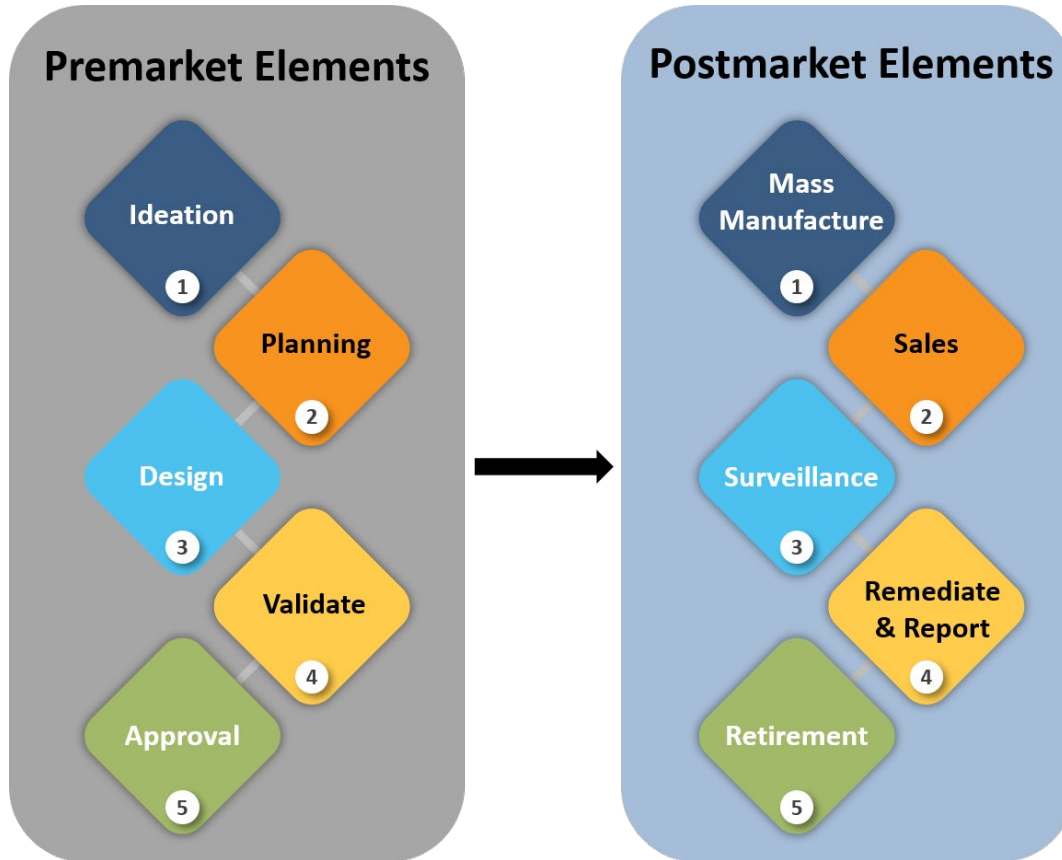 Premarket Elements
Ideation
1
Planning
2
Design
3
Validate
4
Approval
5
Postmarket Elements
Mass
Manufacture
1
Sales
2
Surveillance
3
Remediate
& Report
4
Retirement
5